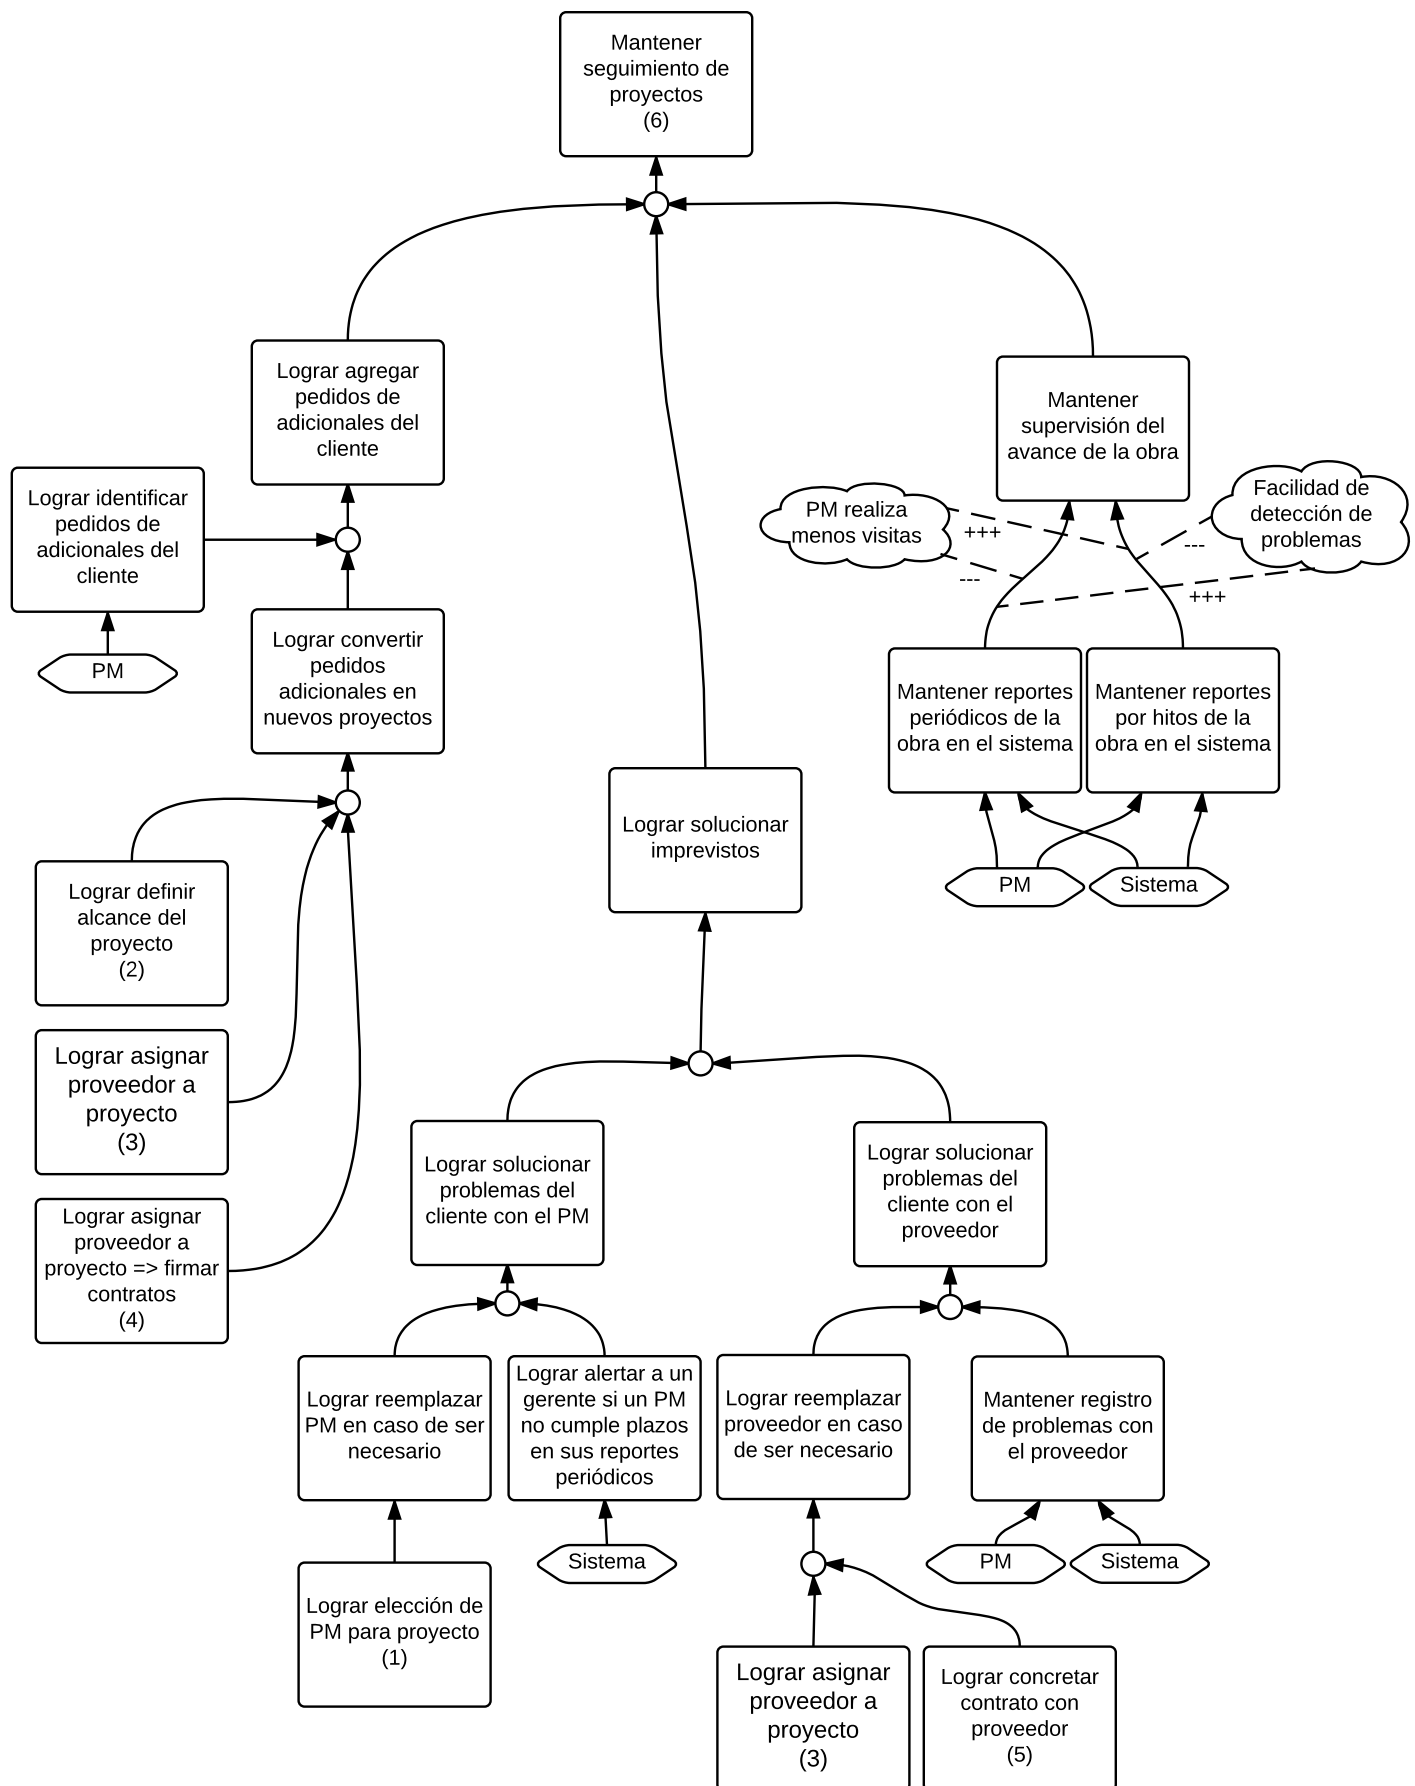 Mantener
seguimiento de
proyectos
(6)
Lograr agregar
pedidos de
adicionales del
cliente
Mantener
supervisión del
avance de la obra
Lograr identificar
pedidos de
adicionales del
cliente
PM realiza
menos visitas
+++
---
Facilidad de
detección de
problemas
---
+++
PM
Lograr convertir
pedidos
adicionales en
nuevos proyectos
Mantener reportes
periódicos de la
obra en el sistema
Mantener reportes
por hitos de la
obra en el sistema
Lograr solucionar
imprevistos
PM
Sistema
Lograr definir
alcance del
proyecto
(2)
Lograr asignar
proveedor a
proyecto
(3)
Lograr asignar
proveedor a
proyecto => firmar
contratos
(4)
Lograr solucionar
problemas del
cliente con el PM
Lograr solucionar
problemas del
cliente con el
proveedor
Lograr reemplazar
PM en caso de ser
necesario
Lograr alertar a un
gerente si un PM
no cumple plazos
en sus reportes
periódicos
Lograr reemplazar
proveedor en caso
de ser necesario
Mantener registro
de problemas con
el proveedor
Sistema
PM
Sistema
Lograr elección de
PM para proyecto
(1)
Lograr asignar
proveedor a
proyecto
(3)
Lograr concretar
contrato con
proveedor
(5)